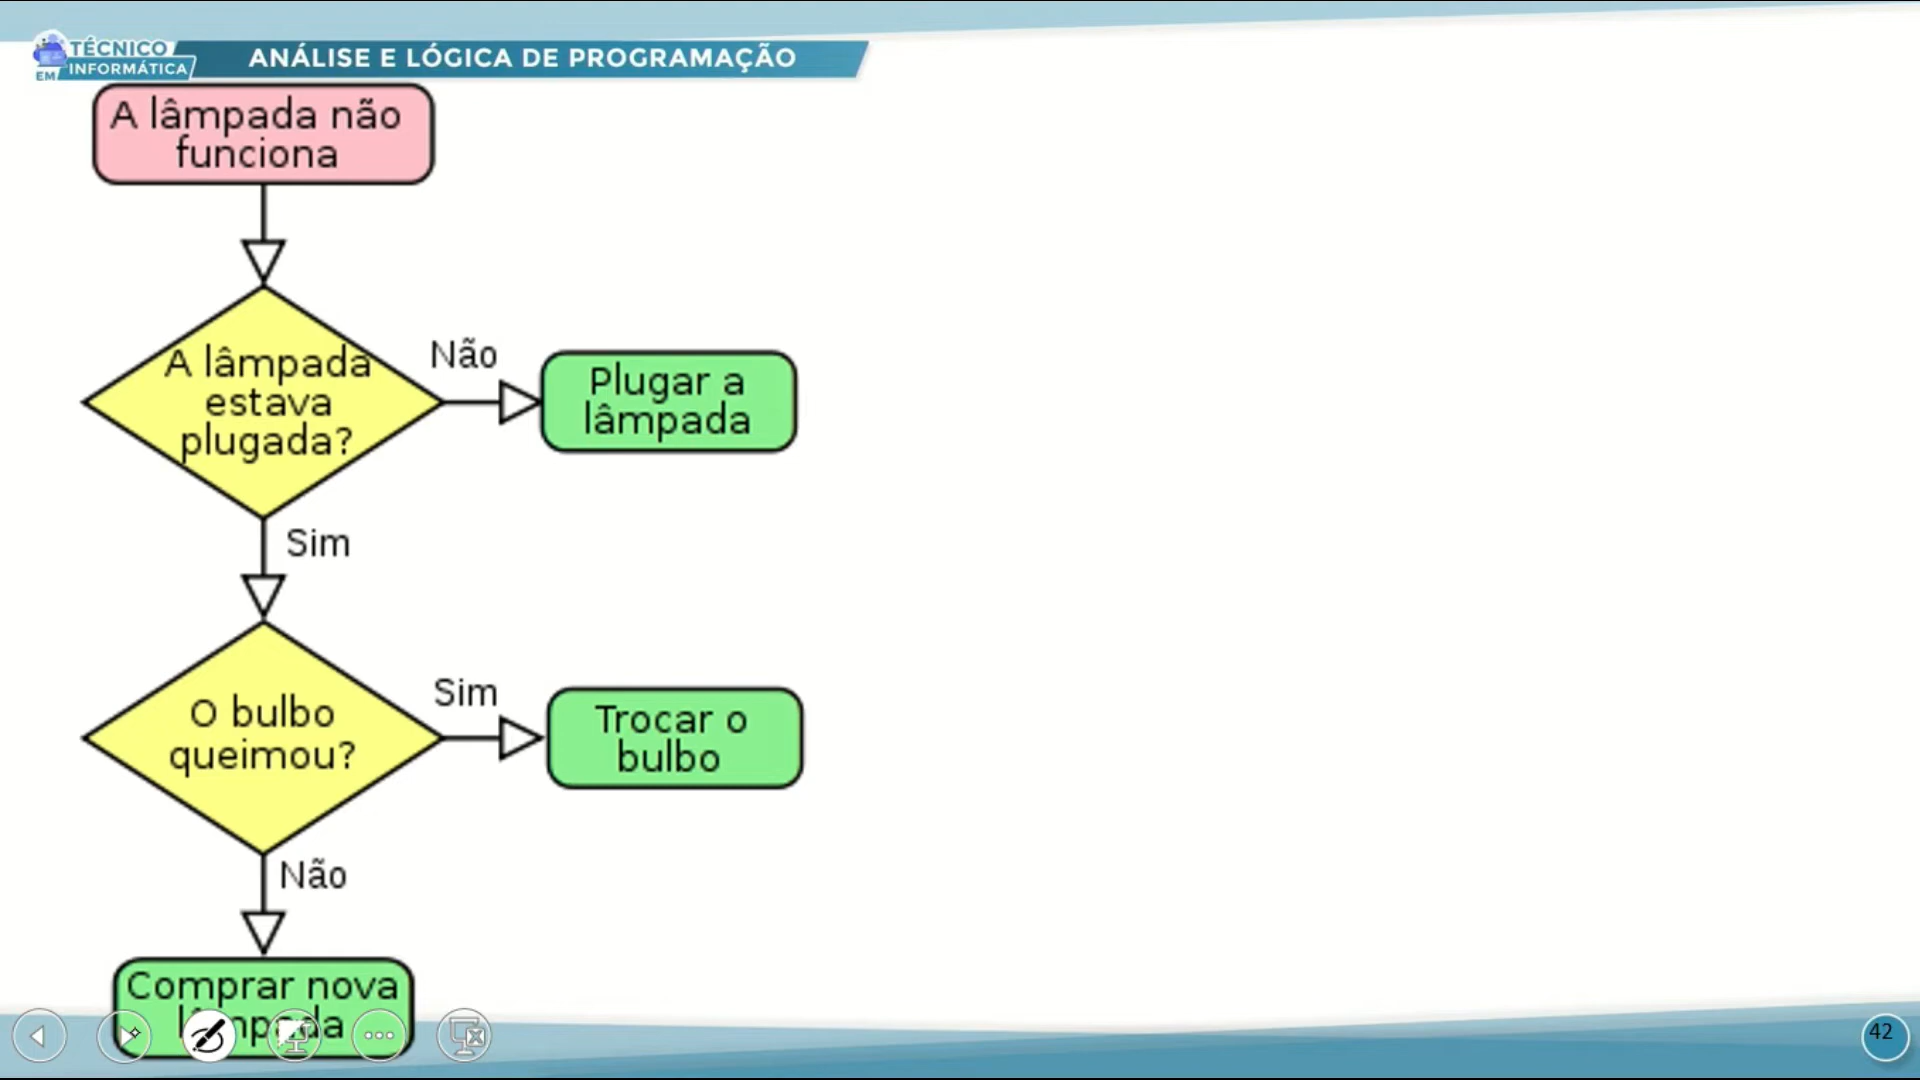 TÉCNICO
EM INFORMÁTICA
ANÁLISE E LÓGICA DE PROGRAMAÇÃO
A lâmpada não
funciona
A lâmpada
estava
plugada?
Não
Plugar a
lâmpada
Sim
O bulbo
queimou?
Sim
Trocar o
bulbo
Não
Comprar nova
lâmpada
42